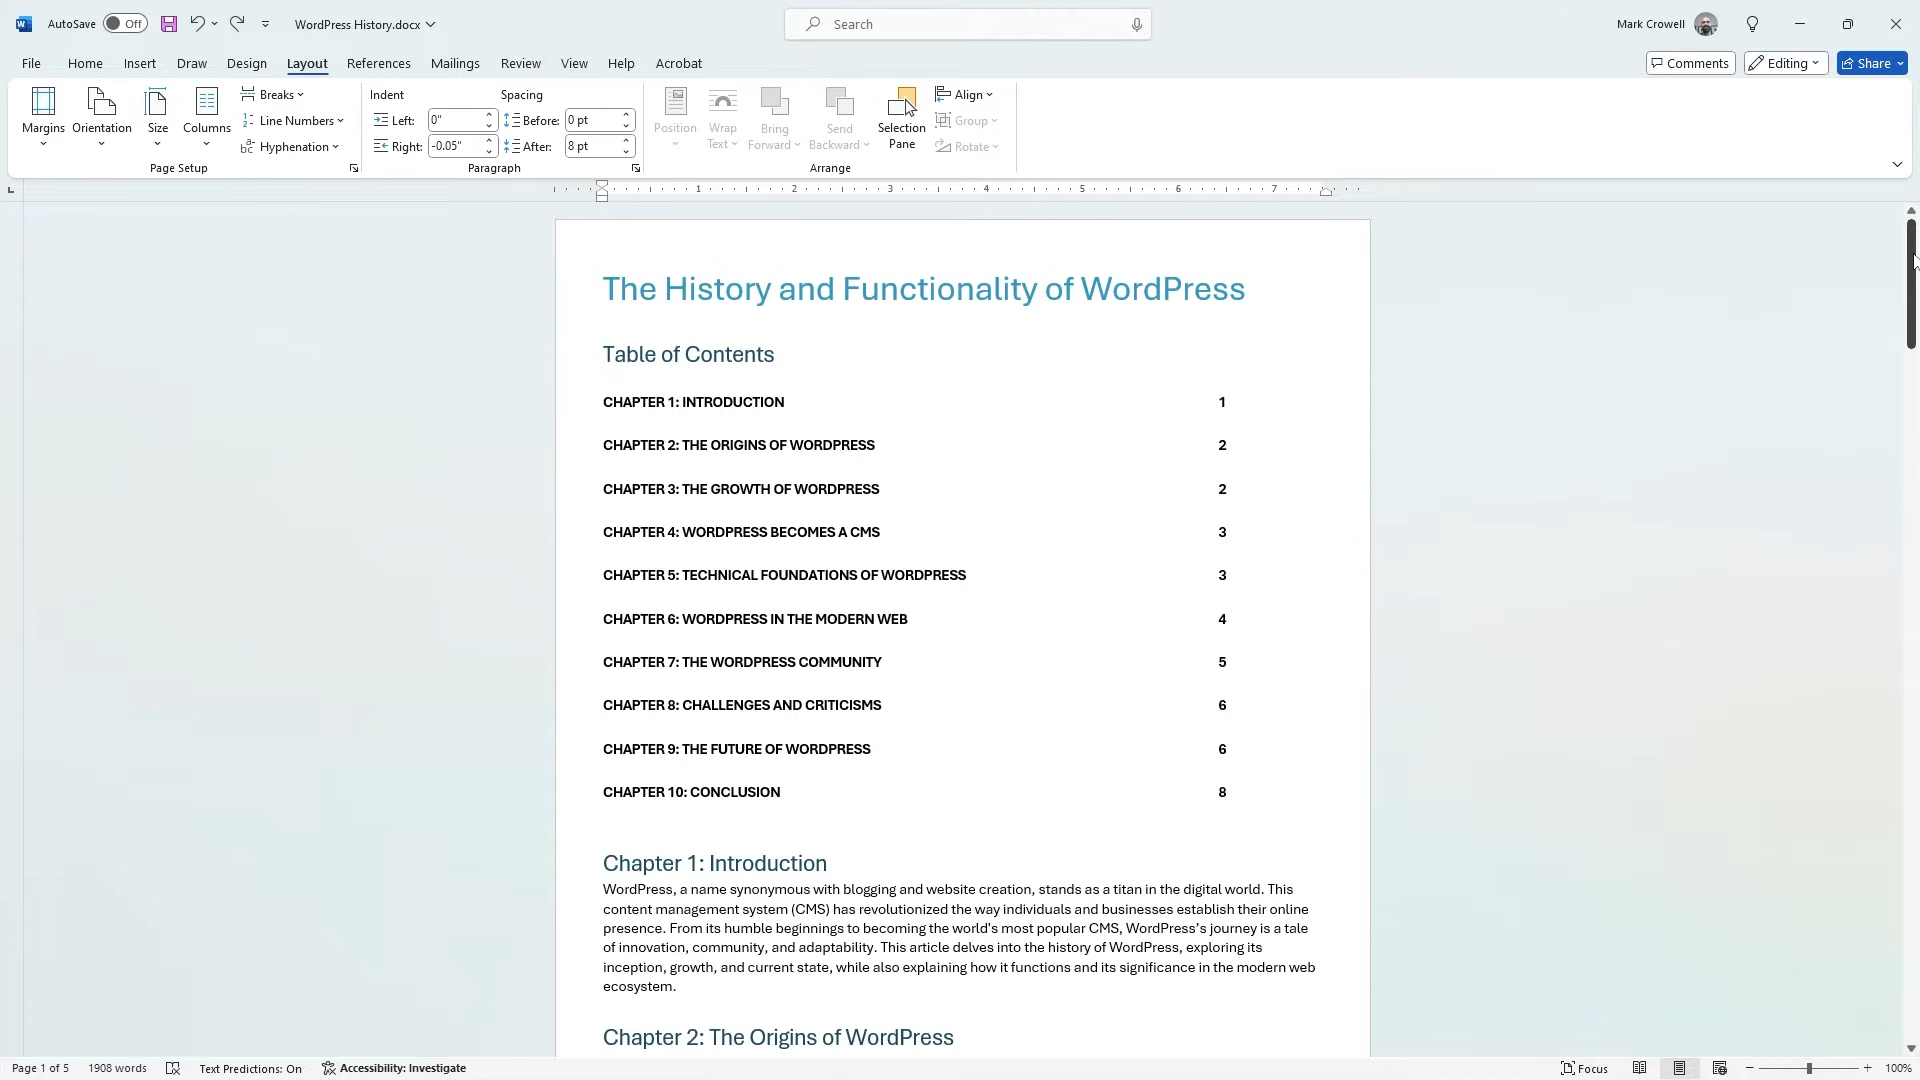 AutoSave Off WordPress History.docx Search Mark Crowell
File Home Insert Draw Design Layout References Mailings Review View Help Acrobat Comments Editing Share
Margins Orientation Size Columns
Breaks
Line Numbers
Hyphenation
Page Setup
Indent Spacing
Left: 0" Before: 0 pt
Right: -0.05" After: 8 pt
Paragraph
Position
Wrap Text
Bring Forward
Send Backward
Selection Pane
Align
Group
Rotate
Arrange
1 2 3 4 5 6 7
The History and Functionality of WordPress
Table of Contents
CHAPTER 1: INTRODUCTION 1
CHAPTER 2: THE ORIGINS OF WORDPRESS 2
CHAPTER 3: THE GROWTH OF WORDPRESS 2
CHAPTER 4: WORDPRESS BECOMES A CMS 3
CHAPTER 5: TECHNICAL FOUNDATIONS OF WORDPRESS 3
CHAPTER 6: WORDPRESS IN THE MODERN WEB 4
CHAPTER 7: THE WORDPRESS COMMUNITY 5
CHAPTER 8: CHALLENGES AND CRITICISMS 6
CHAPTER 9: THE FUTURE OF WORDPRESS 6
CHAPTER 10: CONCLUSION 8
Chapter 1: Introduction
WordPress, a name synonymous with blogging and website creation, stands as a titan in the digital world. This
content management system (CMS) has revolutionized the way individuals and businesses establish their online
presence. From its humble beginnings to becoming the world's most popular CMS, WordPress's journey is a tale
of innovation, community, and adaptability. This article delves into the history of WordPress, exploring its
inception, growth, and current state, while also explaining how it functions and its significance in the modern web
ecosystem.
Chapter 2: The Origins of WordPress
Page 1 of 5 1908 words Text Predictions: On Accessibility: Investigate Focus 100%